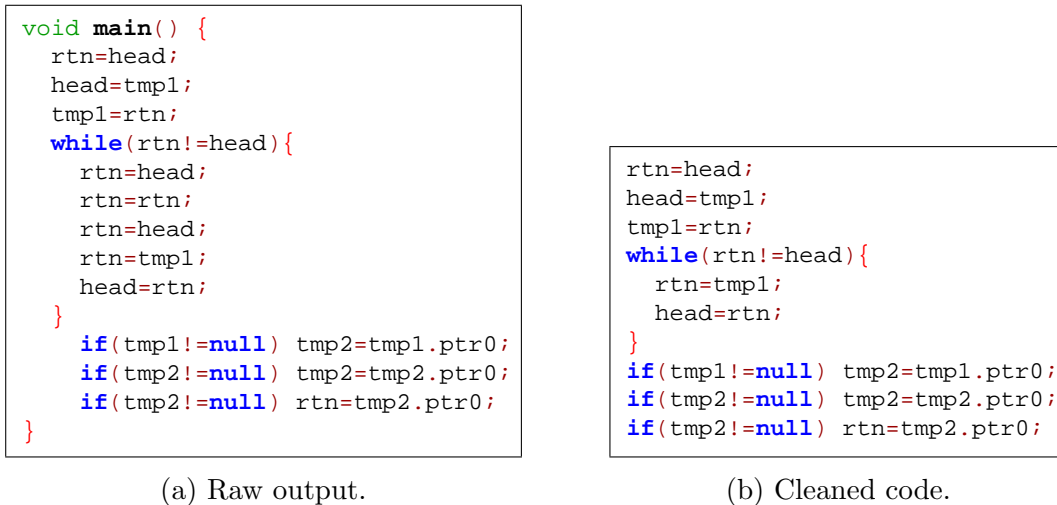 void main() {
rtn=head;
head=tmp1;
tmp1=rtn;
while(rtn!=head){
rtn=head;
rtn=rtn;
rtn=head;
rtn=tmp1;
head=rtn;
}
if(tmp1!=null) tmp2=tmp1.ptr0;
if(tmp2!=null) tmp2=tmp2.ptr0;
if(tmp2!=null) rtn=tmp2.ptr0;
}
(a) Raw output.
rtn=head;
head=tmp1;
tmp1=rtn;
while(rtn!=head){
rtn=tmp1;
head=rtn;
}
if(tmp1!=null) tmp2=tmp1.ptr0;
if(tmp2!=null) tmp2=tmp2.ptr0;
if(tmp2!=null) rtn=tmp2.ptr0;
(b) Cleaned code.